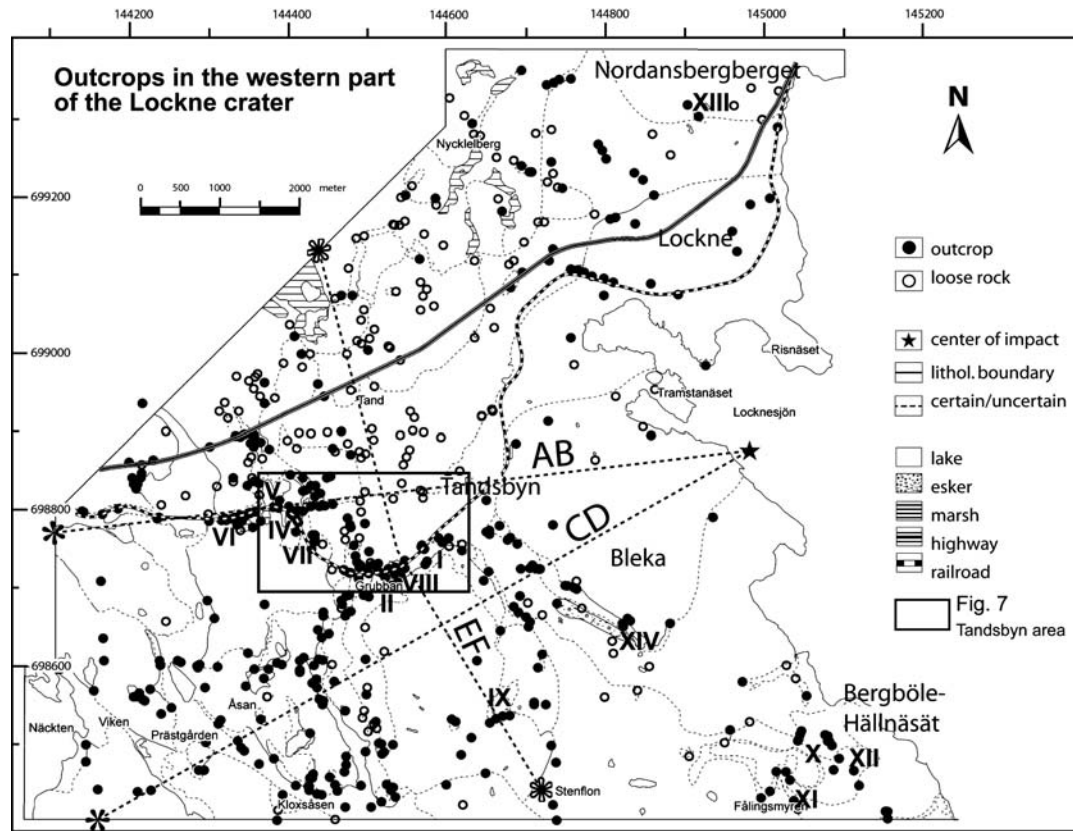 144200 144400 144600 144800 145000 145200
Outcrops in the western part
of the Lockne crater
Nordansbergberget
XIII
N
Nycklelberg
0 500 1000 2000 meter
699200
Lockne
outcrop
loose rock
699000
Risnäset
center of impact
Tand
Tramstanäset
lithol. boundary
Locknesjön
certain/uncertain
AB
Tandsbyn
V
CD
lake
esker
698800
VI
IV
marsh
VII
Bleka
highway
I
Grubban
VIII
railroad
II
Fig. 7
EF
XIV
Tandsbyn area
698600
Åsan
IX
Bergböle-
Näckten
Viken
Hällnäsät
Prästgården
X
XII
Stenflon
XI
Kloxsåsen
Fålingsmyren